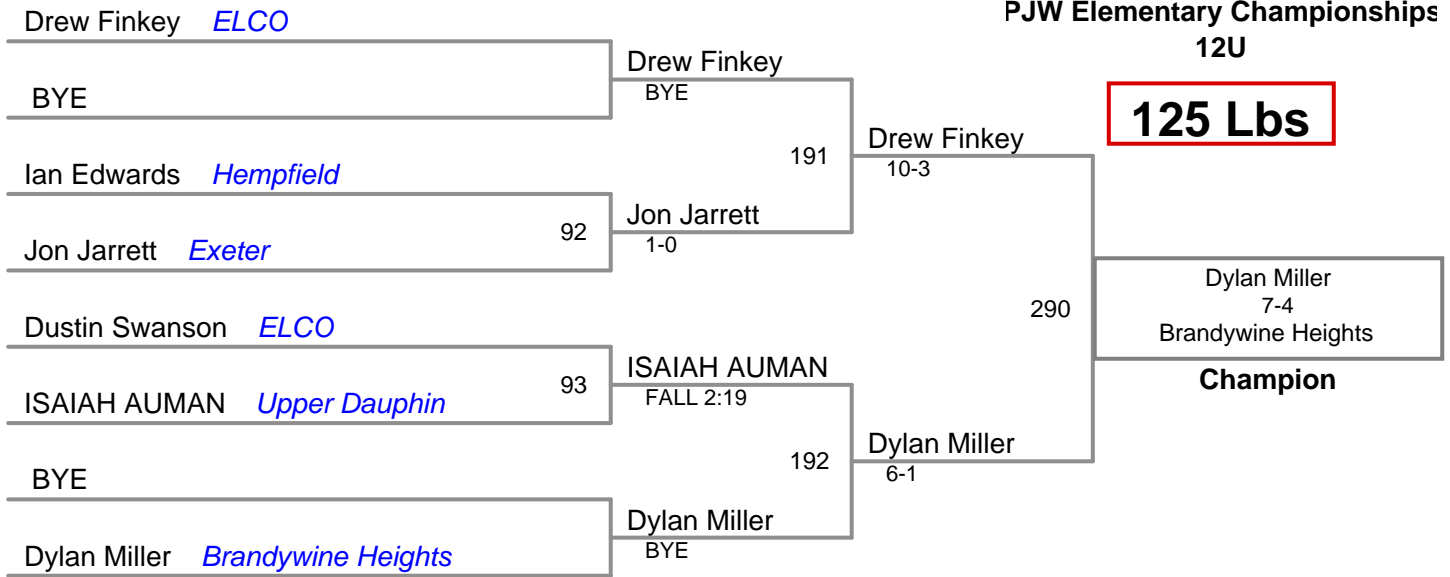 PJW Elementary Championships
12U
125 Lbs
Drew Finkey ELCO
BYE
Ian Edwards Hempfield
Jon Jarrett Exeter
Dustin Swanson ELCO
ISAIAH AUMAN Upper Dauphin
BYE
Dylan Miller Brandywine Heights
92
93
Drew Finkey
BYE
Jon Jarrett
1-0
ISAIAH AUMAN
FALL 2:19
Dylan Miller
BYE
191
192
Drew Finkey
10-3
Dylan Miller
6-1
290
Dylan Miller
7-4
Brandywine Heights
Champion